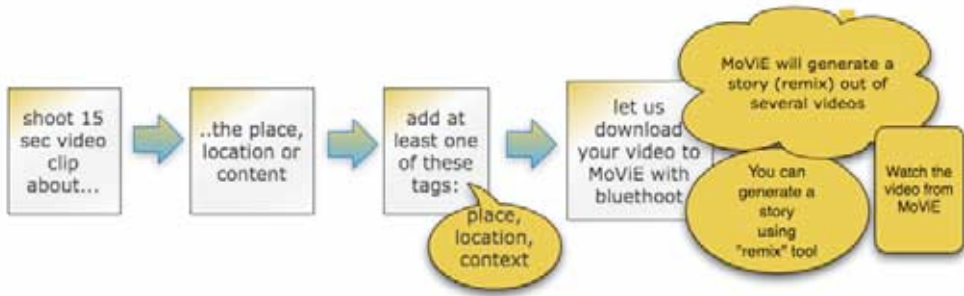 shoot 15
sec video
clip
about...
..the place,
location or
content
add at
least one
of these
tags:
place,
location,
context
let us
download
your video to
MoViE with
bluethoot
MoViE will generate a
story (remix) out of
several videos
You can
generate a
story
using
"remix" tool
Watch the
video from
MoViE